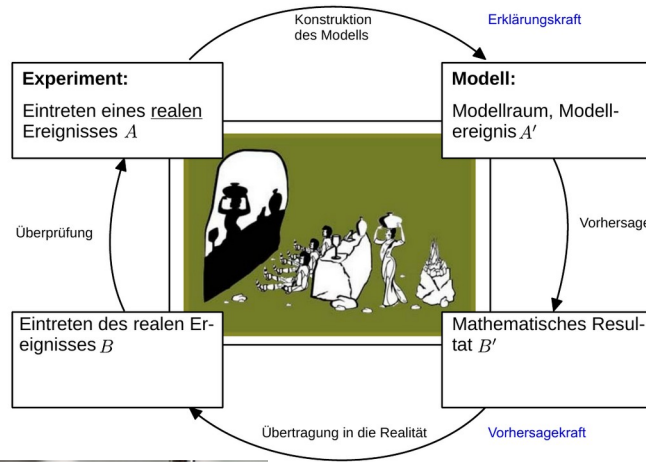 Konstruktion
des Modells
Erklärungskraft
Experiment:
Eintreten eines realen
Ereignisses A
Modell:
Modellraum, Modell-
ereignis A′
Überprüfung
Vorhersage
Eintreten des realen Er-
eignisses B
Mathematisches Resul-
tat B′
Übertragung in die Realität
Vorhersagekraft